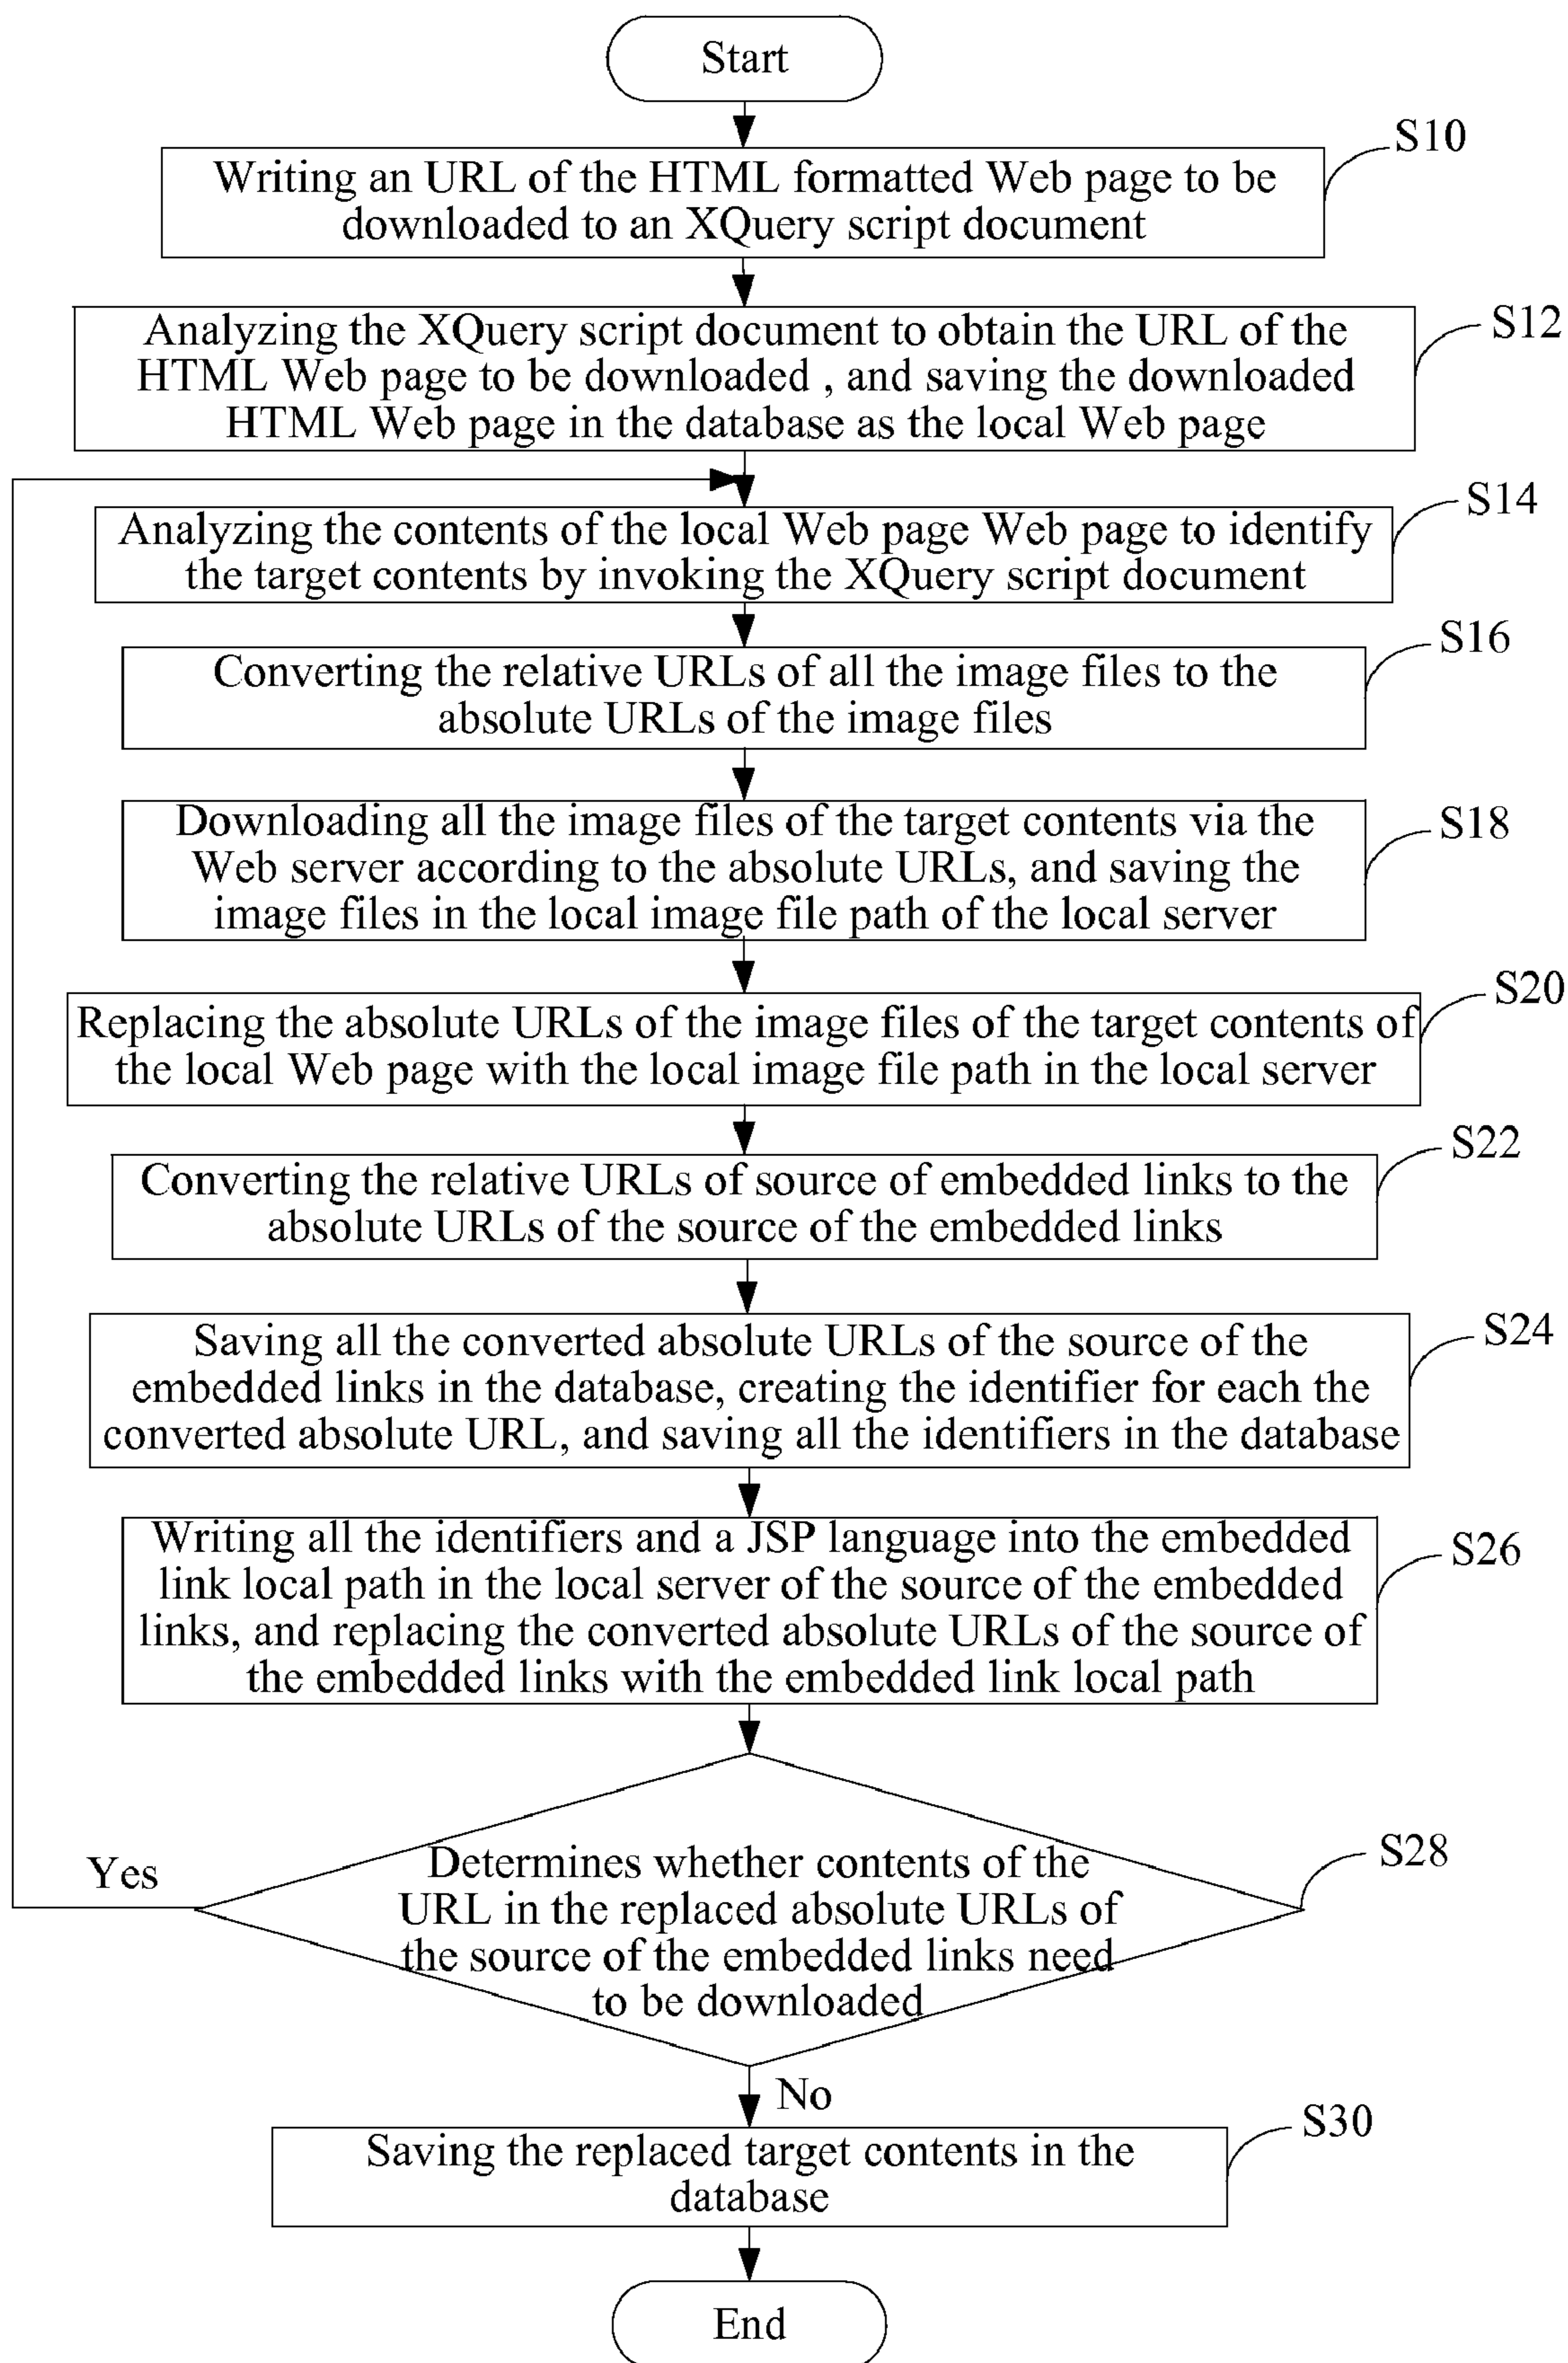 Start
S10
Writing an URL of the HTML formatted Web page to be
downloaded to an XQuery script document
S12
Analyzing the XQuery script document to obtain the URL of the
HTML Web page to be downloaded , and saving the downloaded
HTML Web page in the database as the local Web page
S14
Analyzing the contents of the local Web page Web page to identify
the target contents by invoking the XQuery script document
S16
Converting the relative URLs of all the image files to the
absolute URLs of the image files
S18
Downloading all the image files of the target contents via the
Web server according to the absolute URLs, and saving the
image files in the local image file path of the local server
S20
Replacing the absolute URLs of the image files of the target contents of
the local Web page with the local image file path in the local server
S22
Converting the relative URLs of source of embedded links to the
absolute URLs of the source of the embedded links
S24
Saving all the converted absolute URLs of the source of the
embedded links in the database, creating the identifier for each the
converted absolute URL, and saving all the identifiers in the database
S26
Writing all the identifiers and a JSP language into the embedded
link local path in the local server of the source of the embedded
links, and replacing the converted absolute URLs of the source of
the embedded links with the embedded link local path
S28
Yes
Determines whether contents of the
URL in the replaced absolute URLs of
the source of the embedded links need
to be downloaded
No
S30
Saving the replaced target contents in the
database
End